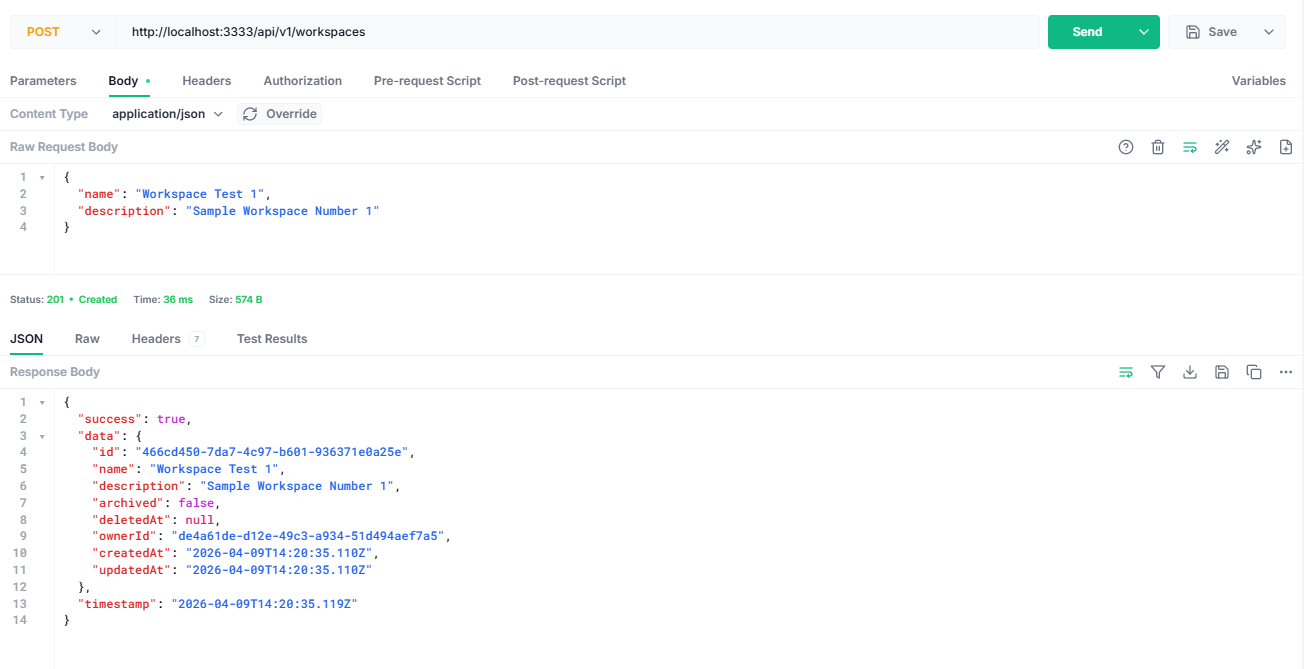 POST http://localhost:3333/api/v1/workspaces Send Save
Parameters Body • Headers Authorization Pre-request Script Post-request Script Variables
Content Type application/json Override
Raw Request Body
1 {
2 "name": "Workspace Test 1",
3 "description": "Sample Workspace Number 1"
4 }
Status: 201 • Created Time: 36 ms Size: 574 B
JSON Raw Headers 7 Test Results
Response Body
1 {
2 "success": true,
3 "data": {
4 "id": "466cd450-7da7-4c97-b601-936371e0a25e",
5 "name": "Workspace Test 1",
6 "description": "Sample Workspace Number 1",
7 "archived": false,
8 "deletedAt": null,
9 "ownerId": "de4a61de-d12e-49c3-a934-51d494aef7a5",
10 "createdAt": "2026-04-09T14:20:35.110Z",
11 "updatedAt": "2026-04-09T14:20:35.110Z"
12 },
13 "timestamp": "2026-04-09T14:20:35.119Z"
14 }